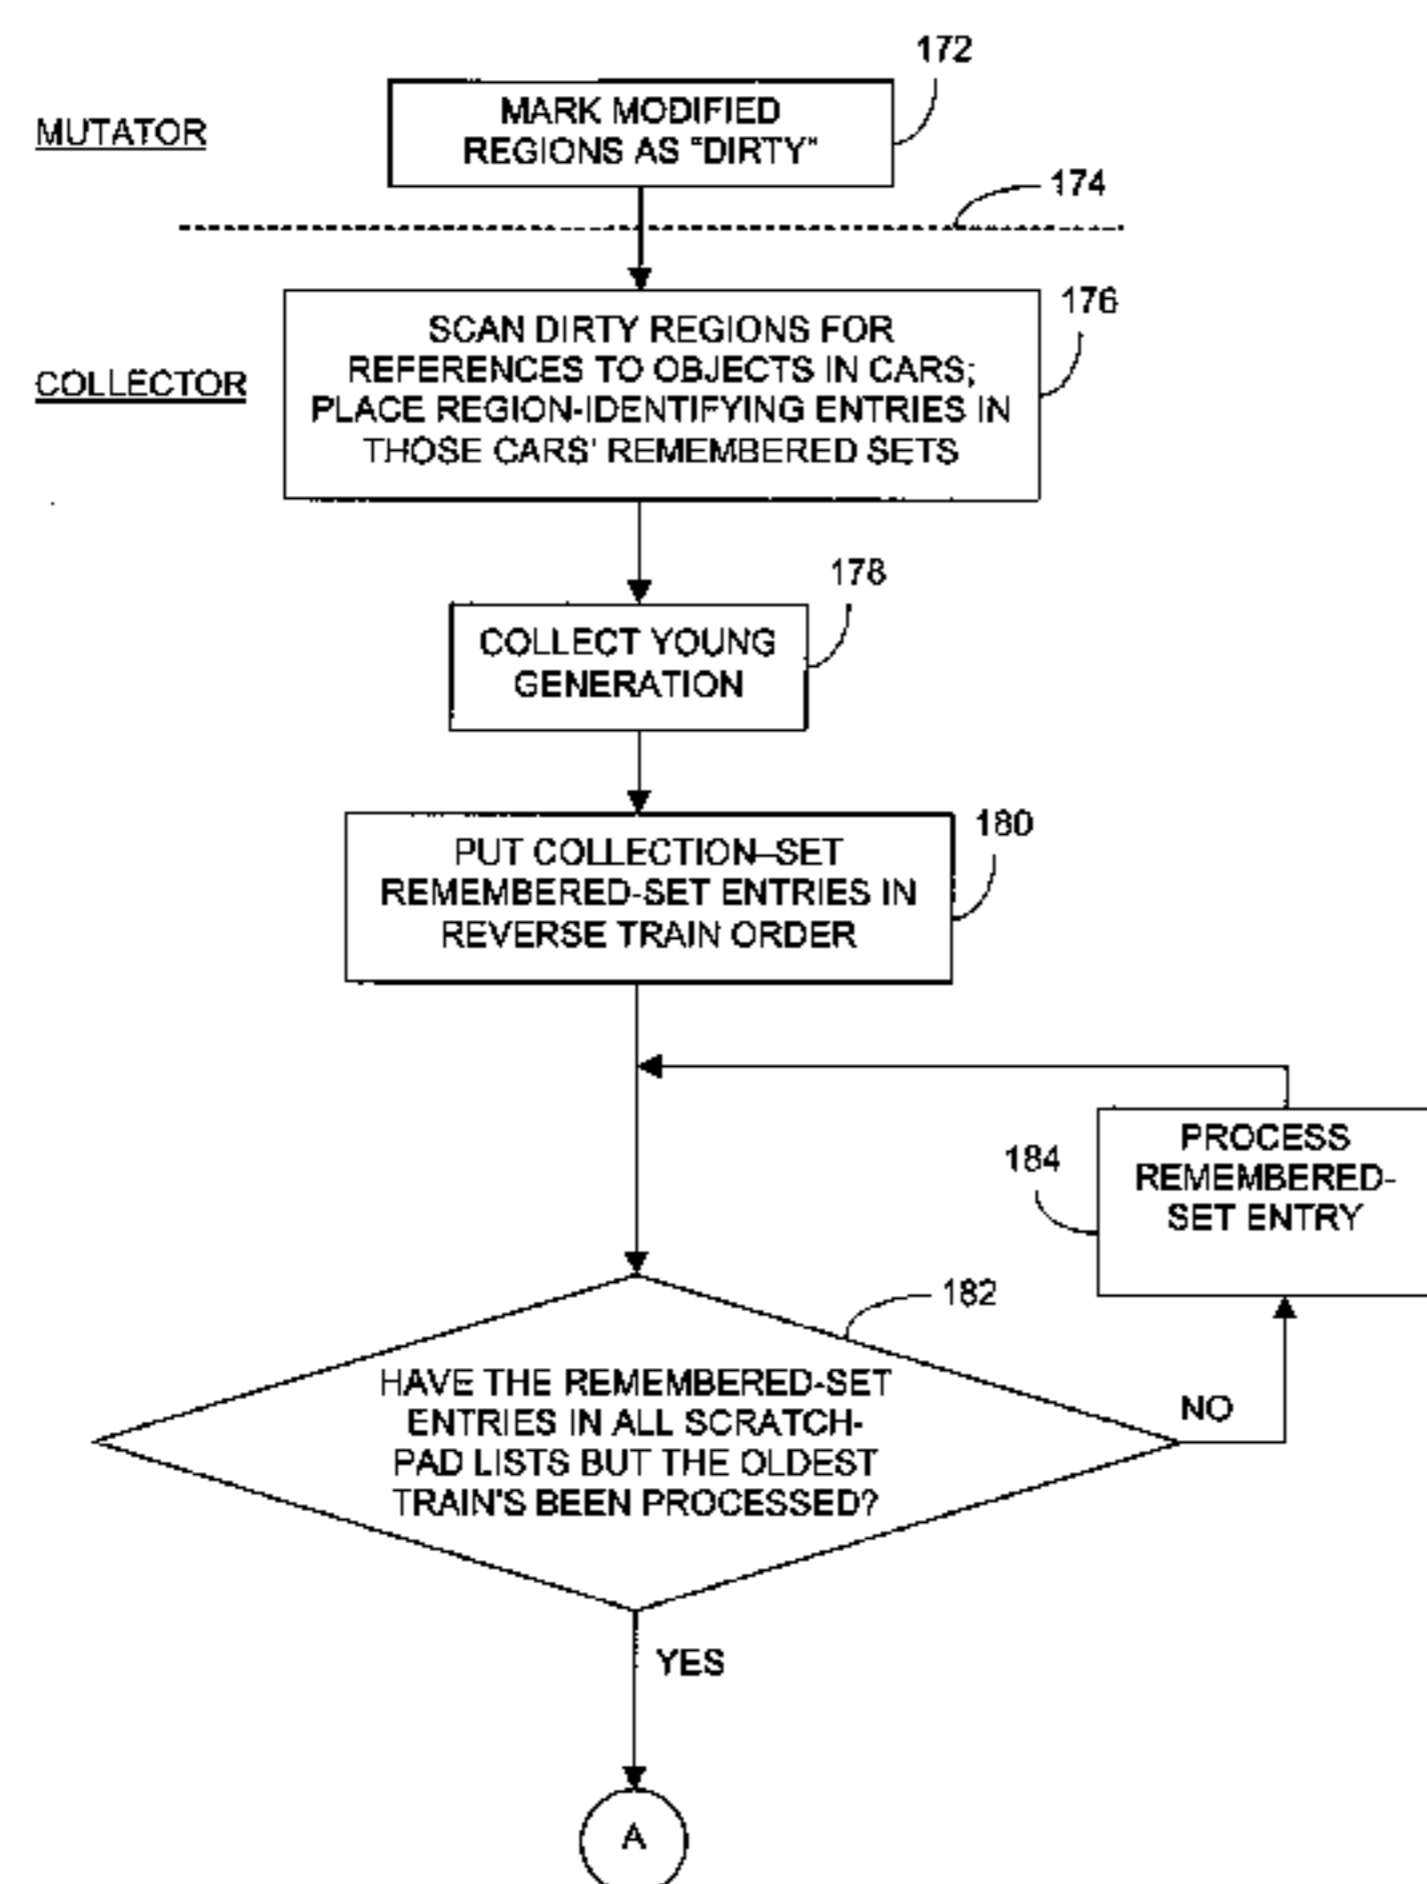 172
MUTATOR
MARK MODIFIED
REGIONS AS "DIRTY"
174
176
COLLECTOR
SCAN DIRTY REGIONS FOR
REFERENCES TO OBJECTS IN CARS;
PLACE REGION-IDENTIFYING ENTRIES IN
THOSE CARS' REMEMBERED SETS
178
COLLECT YOUNG
GENERATION
180
PUT COLLECTION–SET
REMEMBERED-SET ENTRIES IN
REVERSE TRAIN ORDER
184
PROCESS
REMEMBERED-
SET ENTRY
182
HAVE THE REMEMBERED-SET
ENTRIES IN ALL SCRATCH-
PAD LISTS BUT THE OLDEST
TRAIN'S BEEN PROCESSED?
NO
YES
A